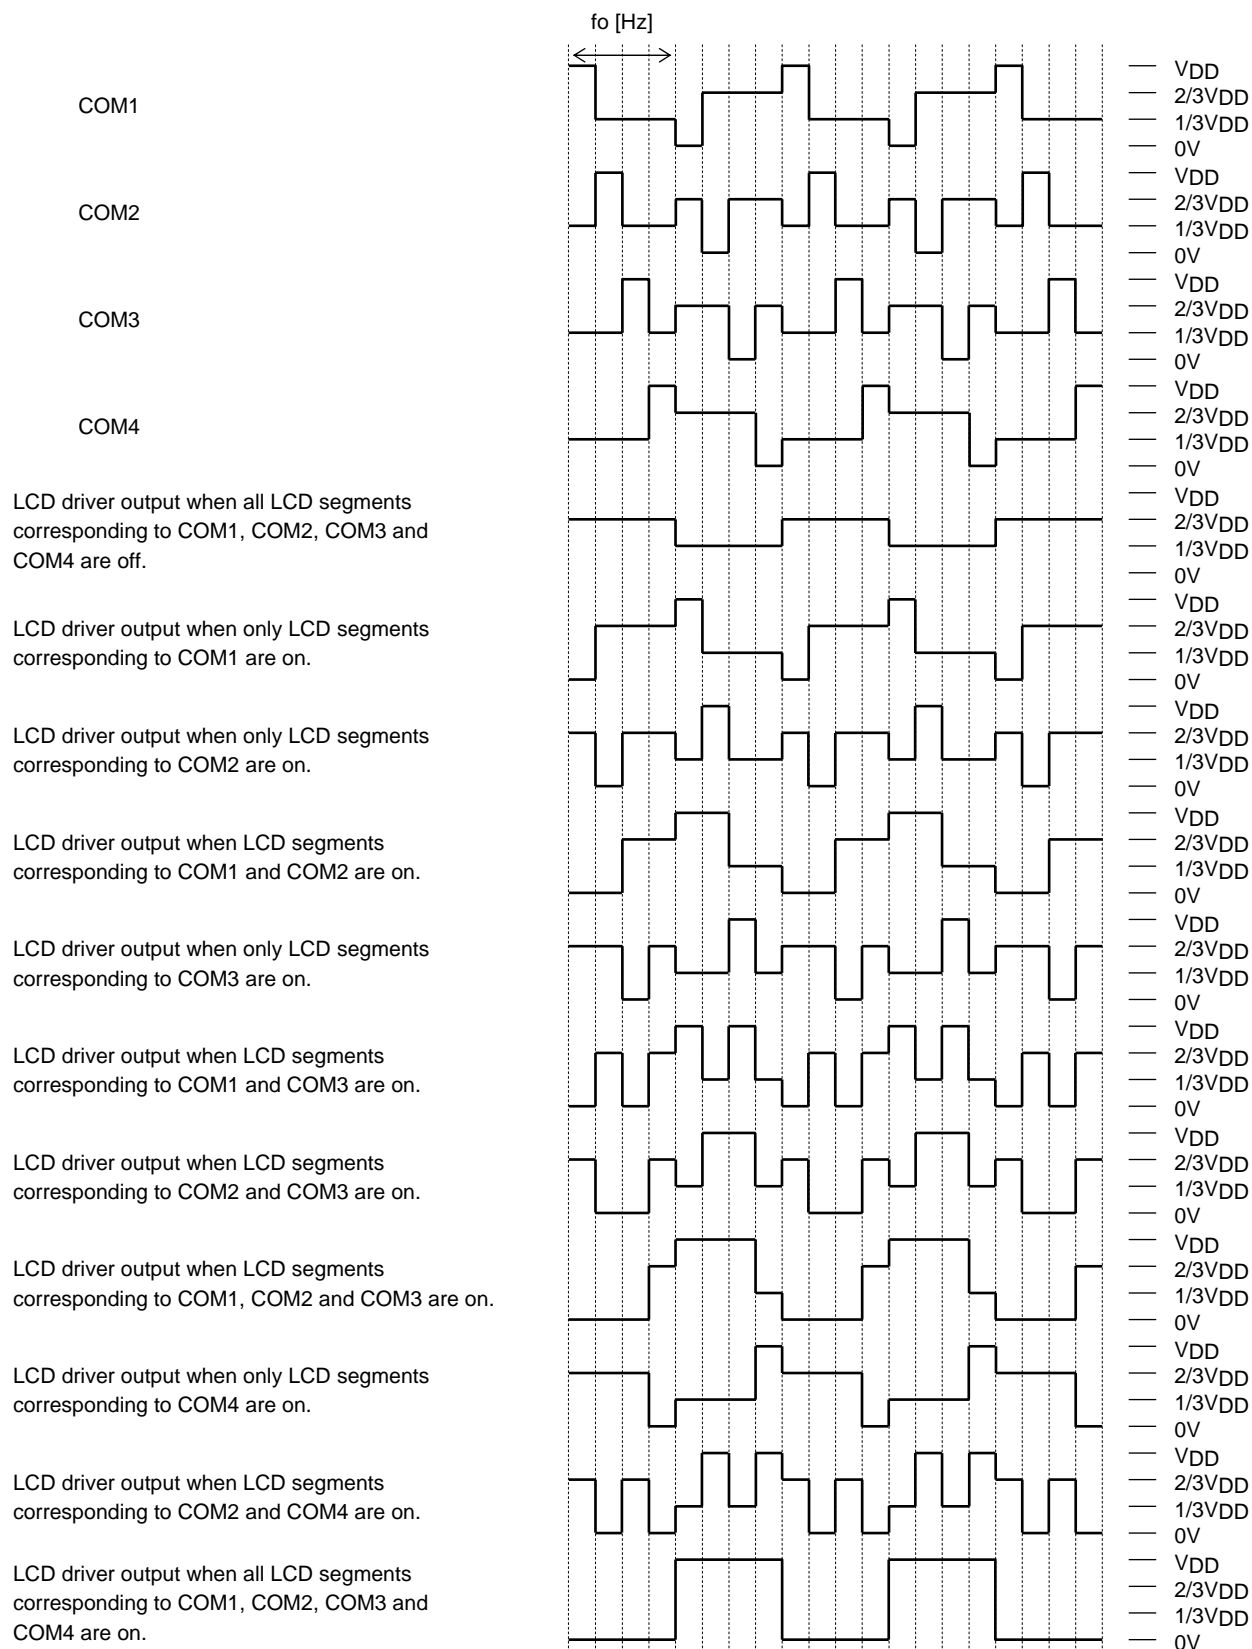 fo [Hz]
COM1
VDD
2/3VDD
1/3VDD
0V
COM2
VDD
2/3VDD
1/3VDD
0V
COM3
VDD
2/3VDD
1/3VDD
0V
COM4
VDD
2/3VDD
1/3VDD
0V
LCD driver output when all LCD segments
corresponding to COM1, COM2, COM3 and
COM4 are off.
VDD
2/3VDD
1/3VDD
0V
LCD driver output when only LCD segments
corresponding to COM1 are on.
VDD
2/3VDD
1/3VDD
0V
LCD driver output when only LCD segments
corresponding to COM2 are on.
VDD
2/3VDD
1/3VDD
0V
LCD driver output when LCD segments
corresponding to COM1 and COM2 are on.
VDD
2/3VDD
1/3VDD
0V
LCD driver output when only LCD segments
corresponding to COM3 are on.
VDD
2/3VDD
1/3VDD
0V
LCD driver output when LCD segments
corresponding to COM1 and COM3 are on.
VDD
2/3VDD
1/3VDD
0V
LCD driver output when LCD segments
corresponding to COM2 and COM3 are on.
VDD
2/3VDD
1/3VDD
0V
LCD driver output when LCD segments
corresponding to COM1, COM2 and COM3 are on.
VDD
2/3VDD
1/3VDD
0V
LCD driver output when only LCD segments
corresponding to COM4 are on.
VDD
2/3VDD
1/3VDD
0V
LCD driver output when LCD segments
corresponding to COM2 and COM4 are on.
VDD
2/3VDD
1/3VDD
0V
LCD driver output when all LCD segments
corresponding to COM1, COM2, COM3 and
COM4 are on.
VDD
2/3VDD
1/3VDD
0V